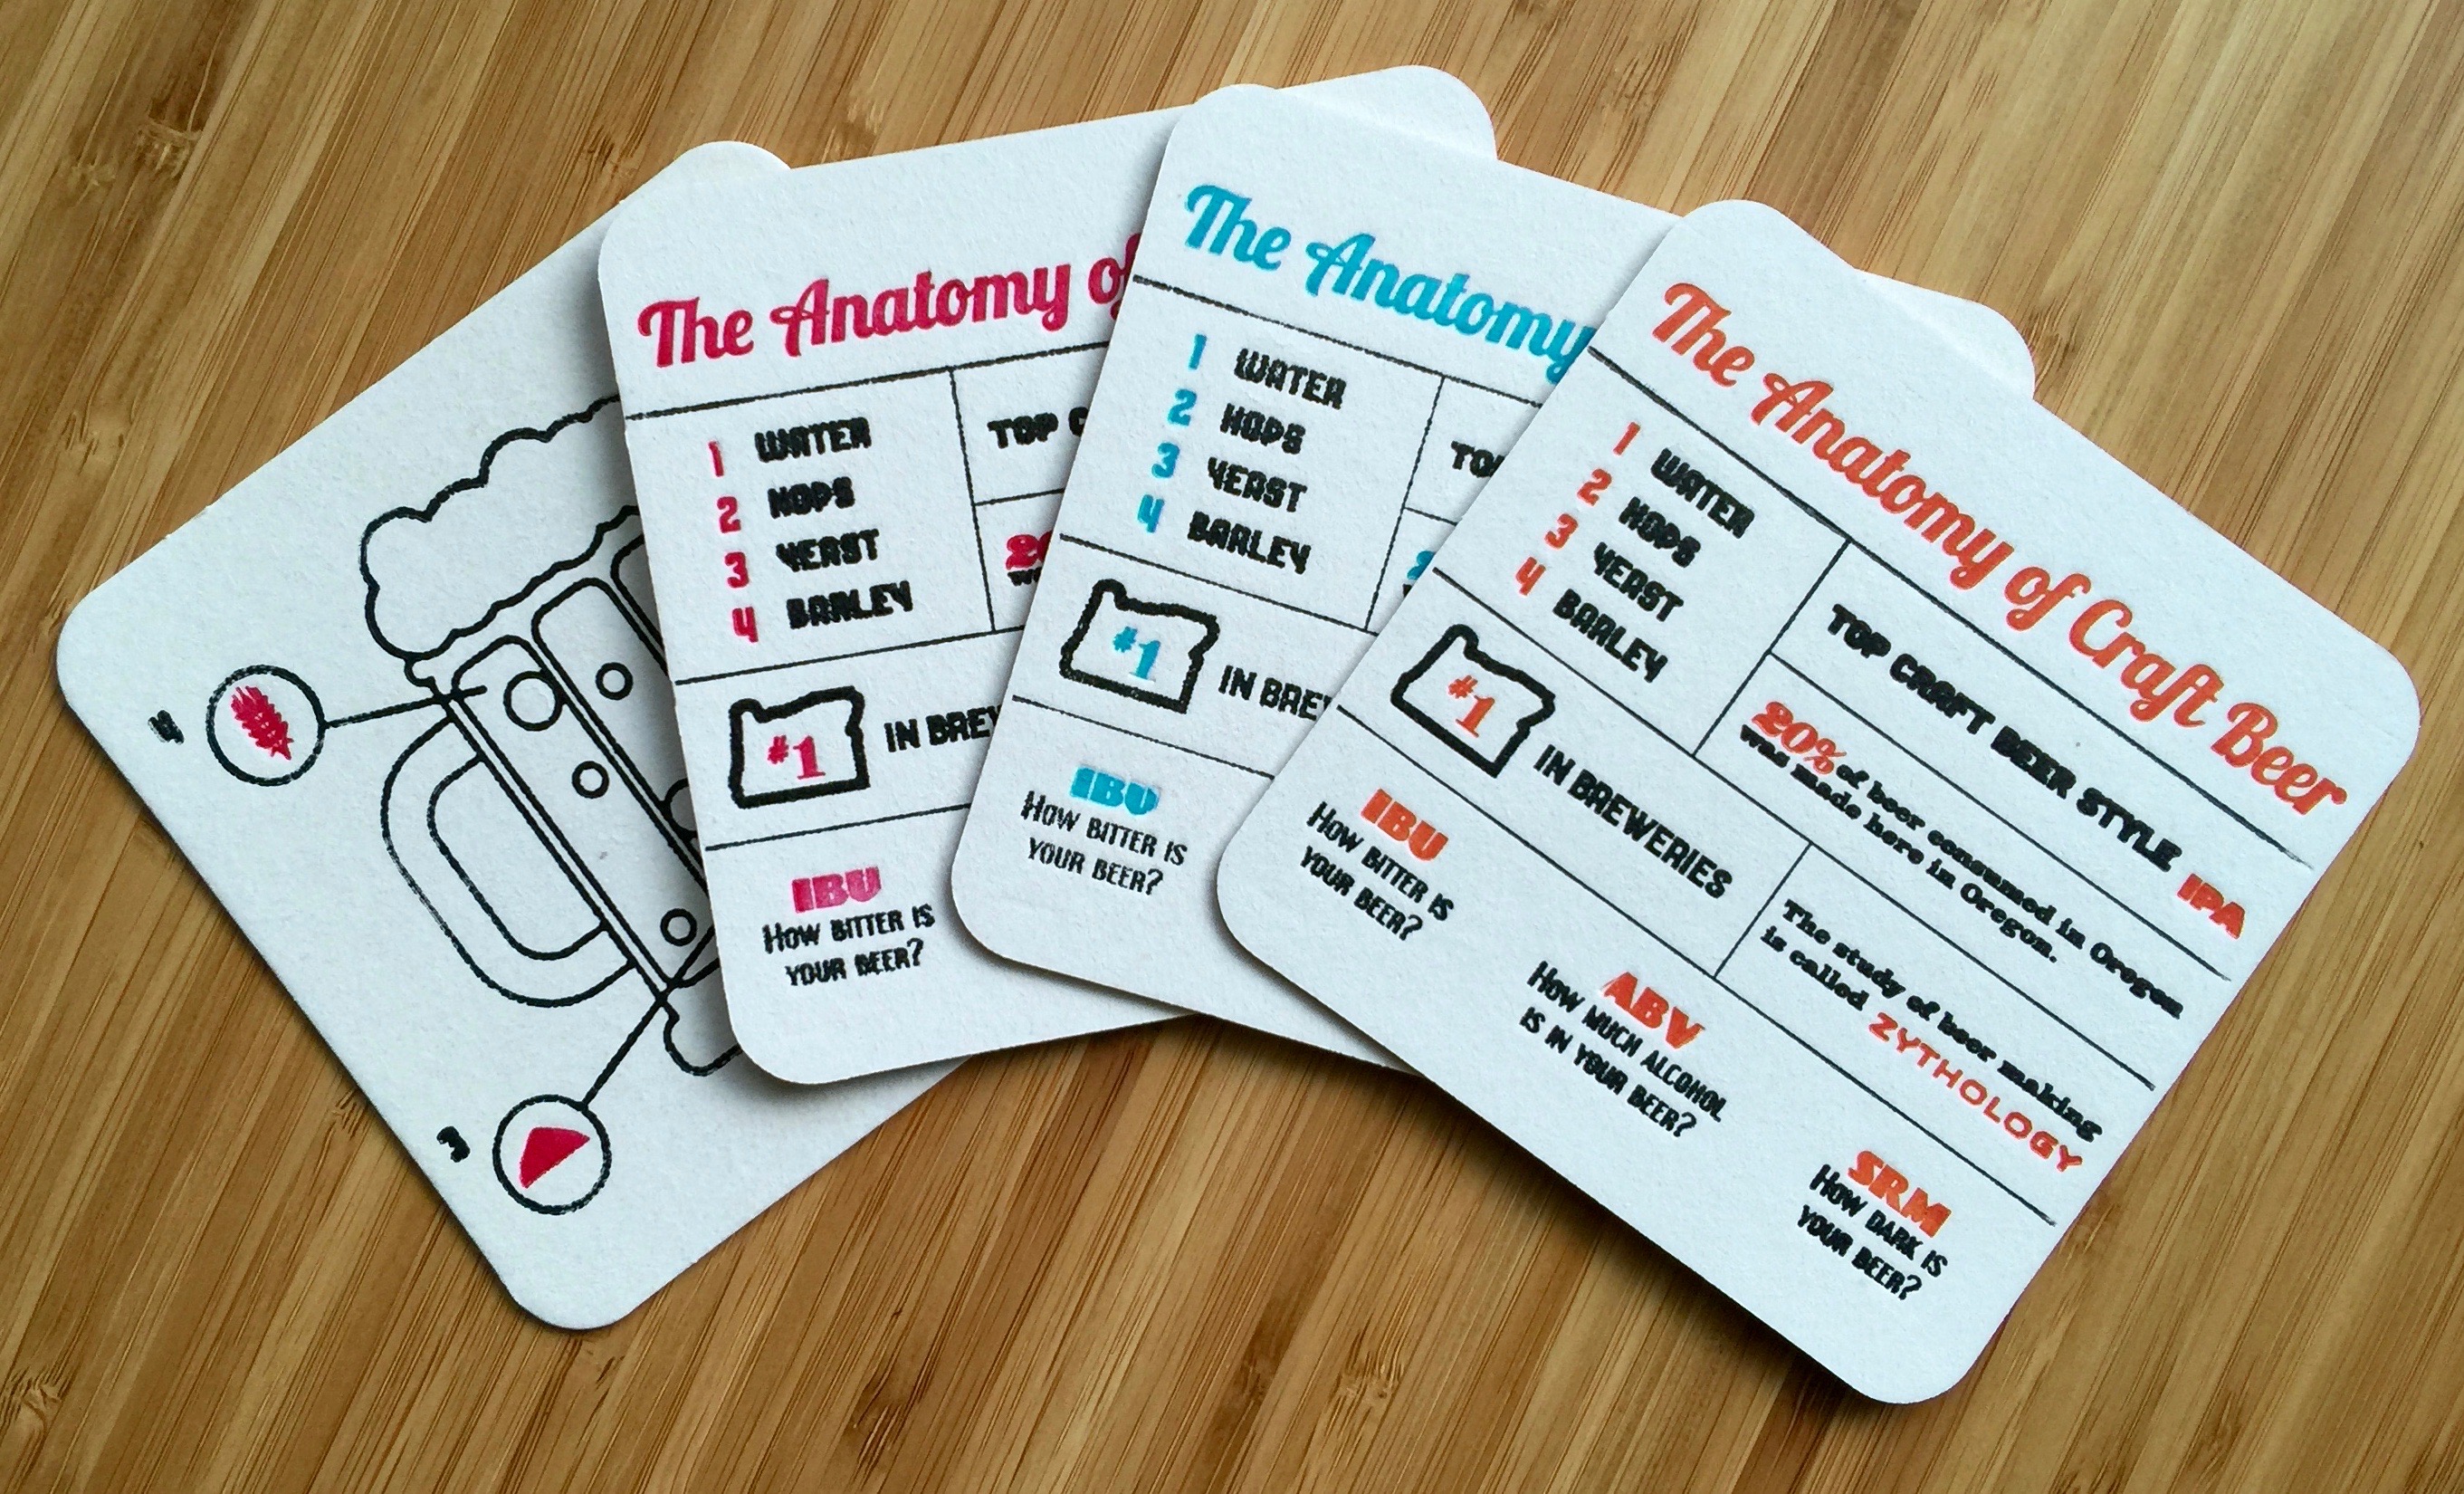 4
3
The Anatomy of
1 WATER
2 HOPS
3 YEAST
4 BARLEY
TOP
#1 IN
IBU
HOW BITTER IS
YOUR BEER?
The Anatomy
1 WATER
2 HOPS
3 YEAST
4 BARLEY
#1 IN
IBU
HOW BITTER IS
YOUR BEER?
The Anatomy of Craft Beer
1 WATER
2 HOPS
3 YEAST
4 BARLEY
TOP CRAFT BEER STYLE IPA
20% of beer consumed in Oregon
was made here in Oregon.
#1 IN BREWERIES
The study of beer making
is called ZYTHOLOGY
IBU
HOW BITTER IS
YOUR BEER?
ABV
HOW MUCH ALCOHOL
IS IN YOUR BEER?
SRM
HOW DARK IS
YOUR BEER?